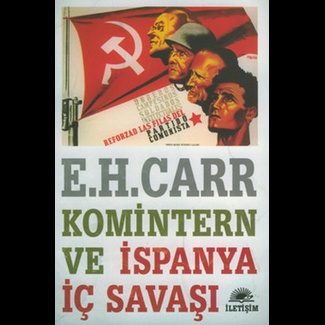 REFORZAD LAS FILAS DEL
PARTIDO
COMUNISTA
E.H.CARR
KOMİNTERN
VE İSPANYA
İÇ SAVAŞI
İLETİŞİM